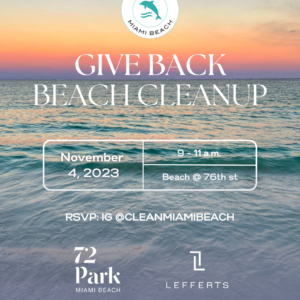 MIAMI BEACH
GIVE BACK
BEACH CLEANUP
November
4, 2023
9 - 11 a.m.
Beach @ 76th st
RSVP: IG @CLEANMIAMIBEACH
72
Park
MIAMI BEACH
LEFFERTS